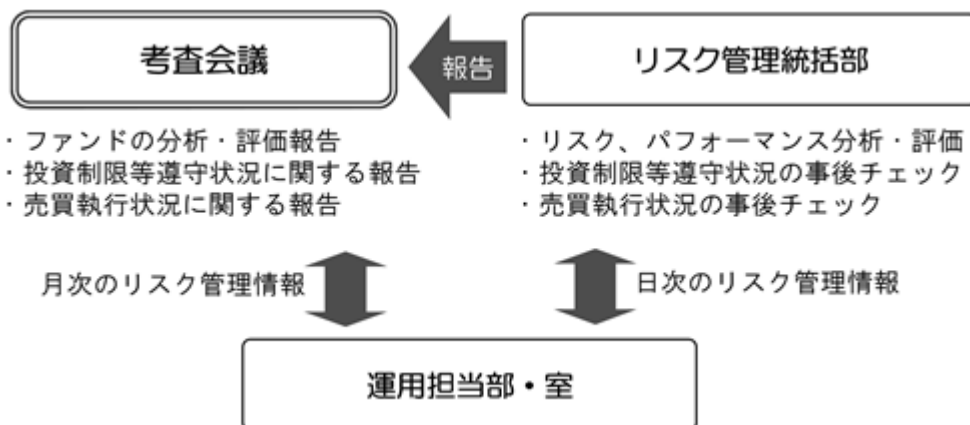 考査会議
報告
リスク管理統括部
・ファンドの分析・評価報告
・投資制限等遵守状況に関する報告
・売買執行状況に関する報告
・リスク、パフォーマンス分析・評価
・投資制限等遵守状況の事後チェック
・売買執行状況の事後チェック
月次のリスク管理情報
日次のリスク管理情報
運用担当部・室